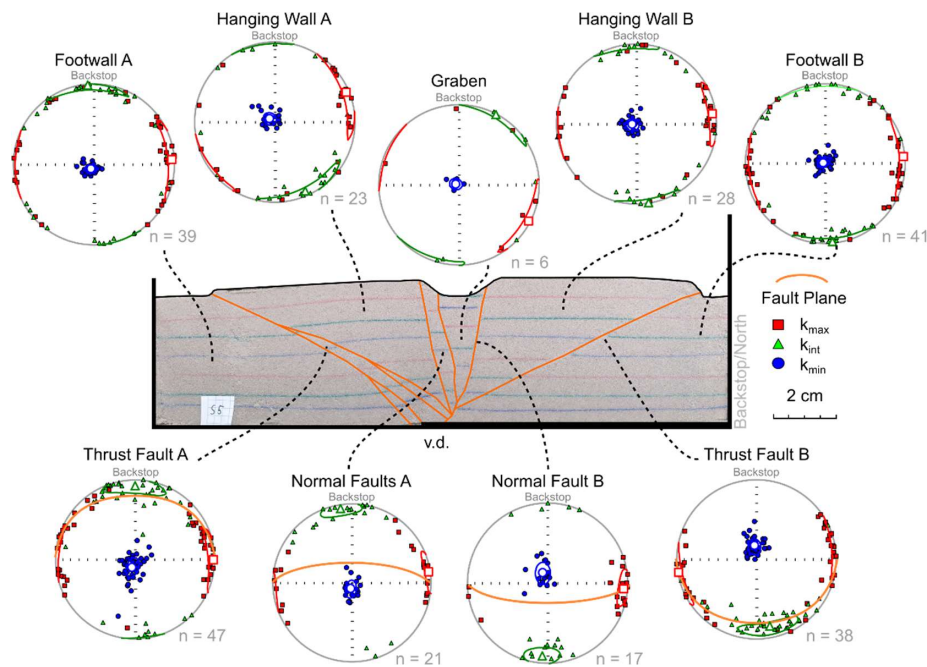 Hanging Wall A
Backstop
Hanging Wall B
Backstop
Footwall A
Backstop
Graben
Backstop
Footwall B
Backstop
n = 39
n = 23
n = 6
n = 28
n = 41
Fault Plane
kmax
kint
kmin
2 cm
Backstop/North
S5
v.d.
Thrust Fault A
Backstop
Normal Faults A
Backstop
Normal Fault B
Backstop
Thrust Fault B
Backstop
n = 47
n = 21
n = 17
n = 38